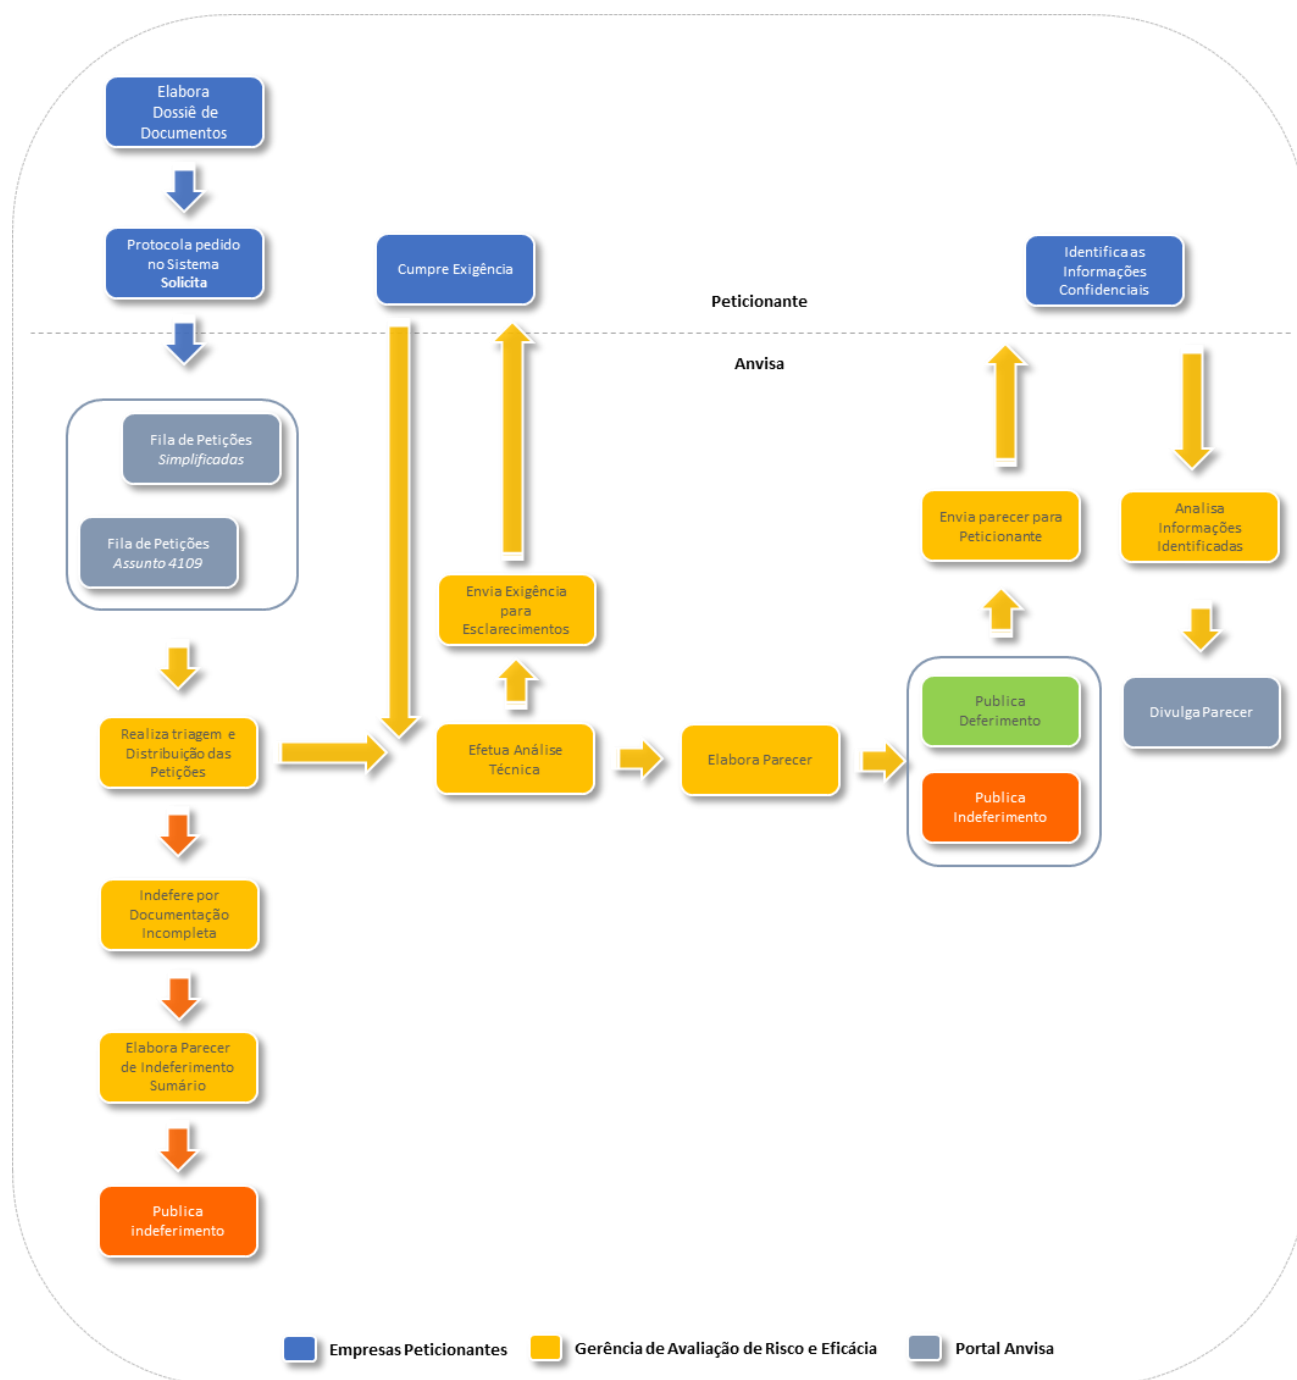 Elabora
Dossiê de
Documentos
Protocola pedido
no Sistema
Solicita
Cumpre Exigência
Identifica as
Informações
Confidenciais
Peticionante
Anvisa
Fila de Petições
Simplificadas
Fila de Petições
Assunto 4109
Envia parecer para
Peticionante
Analisa
Informações
Identificadas
Envia Exigência
para
Esclarecimentos
Realiza triagem e
Distribuição das
Petições
Efetua Análise
Técnica
Elabora Parecer
Publica
Deferimento
Publica
Indeferimento
Divulga Parecer
Indefere por
Documentação
Incompleta
Elabora Parecer
de Indeferimento
Sumário
Publica
indeferimento
Empresas Peticionantes
Gerência de Avaliação de Risco e Eficácia
Portal Anvisa